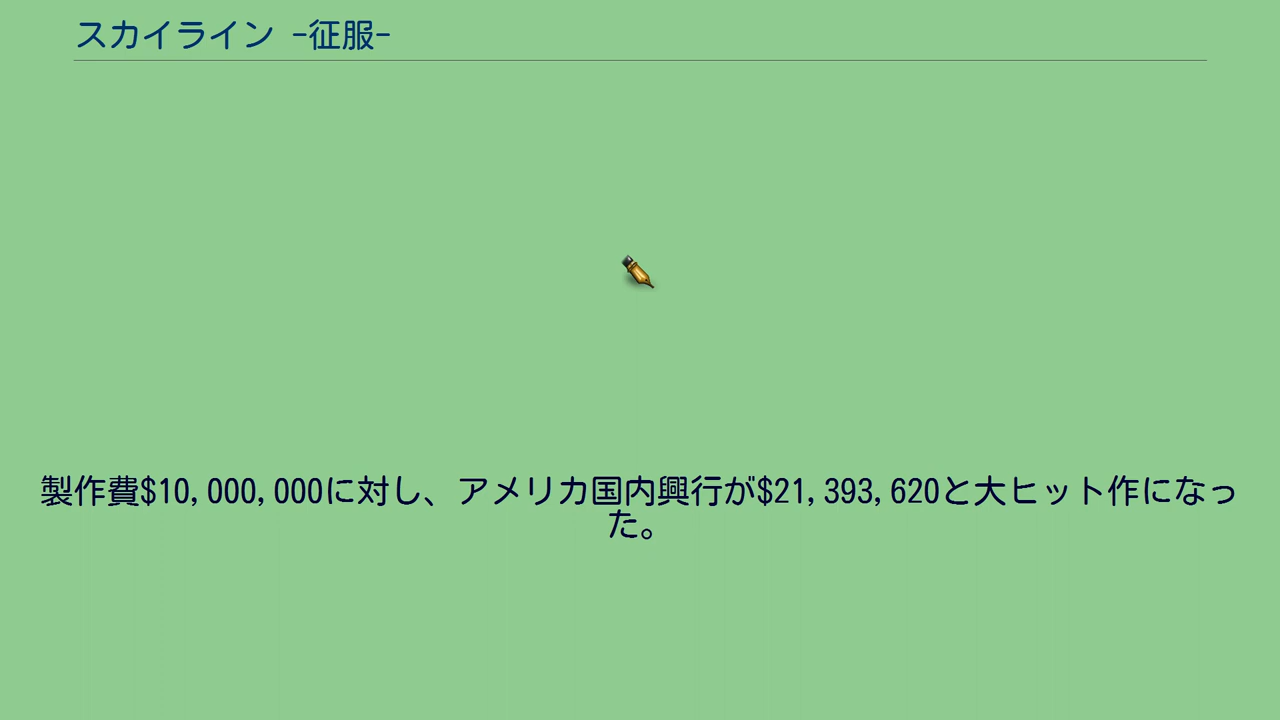 スカイライン -征服-
製作費$10,000,000に対し、アメリカ国内興行が$21,393,620と大ヒット作になっ
た。